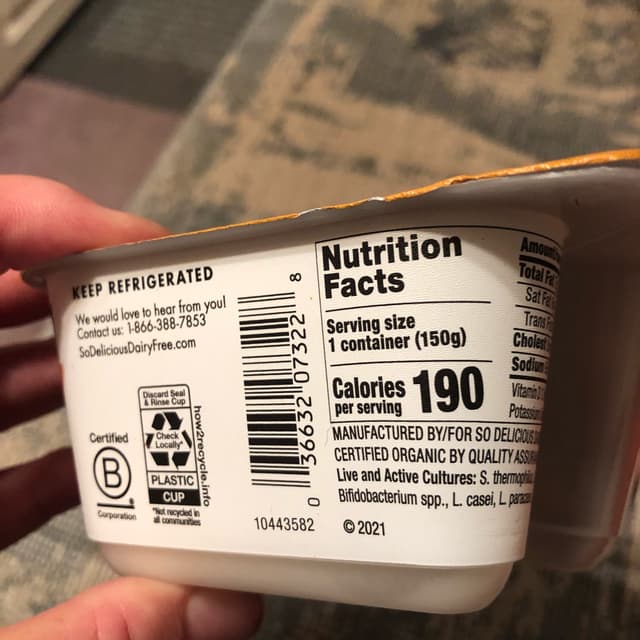 KEEP REFRIGERATED
We would love to hear from you!
Contact us: 1-866-388-7853
SoDeliciousDairyFree.com
Certified
B
Corporation
Discard Seal
& Rinse Cup
Check
Locally*
PLASTIC
CUP
*Not recycled in
all communities
how2recycle.info
0 36632 07322 8
10443582
© 2021
Nutrition
Facts
Serving size
1 container (150g)
Calories
per serving
190
MANUFACTURED BY/FOR SO DELICIOUS
CERTIFIED ORGANIC BY QUALITY
Live and Active Cultures: S.
Bifidobacterium spp., L. casei, L.
Total Fat
Sat Fat
Trans
Sodium
Vitamin D